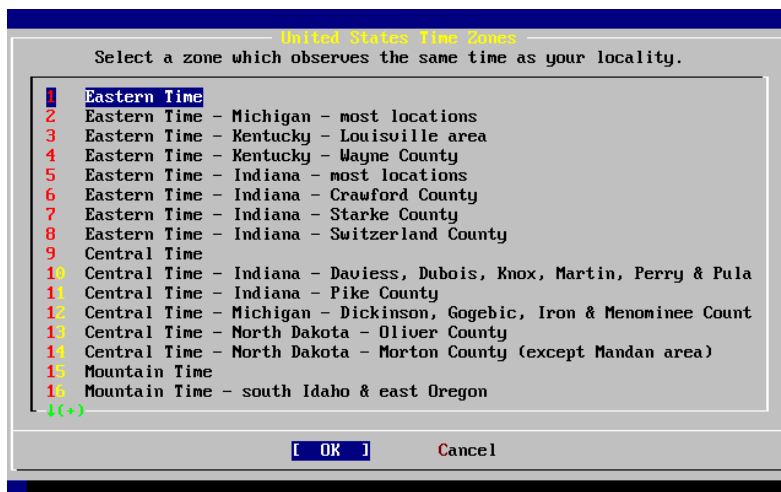 United States Time Zones
Select a zone which observes the same time as your locality.
1 Eastern Time
2 Eastern Time - Michigan - most locations
3 Eastern Time - Kentucky - Louisville area
4 Eastern Time - Kentucky - Wayne County
5 Eastern Time - Indiana - most locations
6 Eastern Time - Indiana - Crawford County
7 Eastern Time - Indiana - Starke County
8 Eastern Time - Indiana - Switzerland County
9 Central Time
10 Central Time - Indiana - Daviess, Dubois, Knox, Martin, Perry & Pula
11 Central Time - Indiana - Pike County
12 Central Time - Michigan - Dickinson, Gogebic, Iron & Menominee Count
13 Central Time - North Dakota - Oliver County
14 Central Time - North Dakota - Morton County (except Mandan area)
15 Mountain Time
16 Mountain Time - south Idaho & east Oregon
↓(+)
[ OK ] Cancel